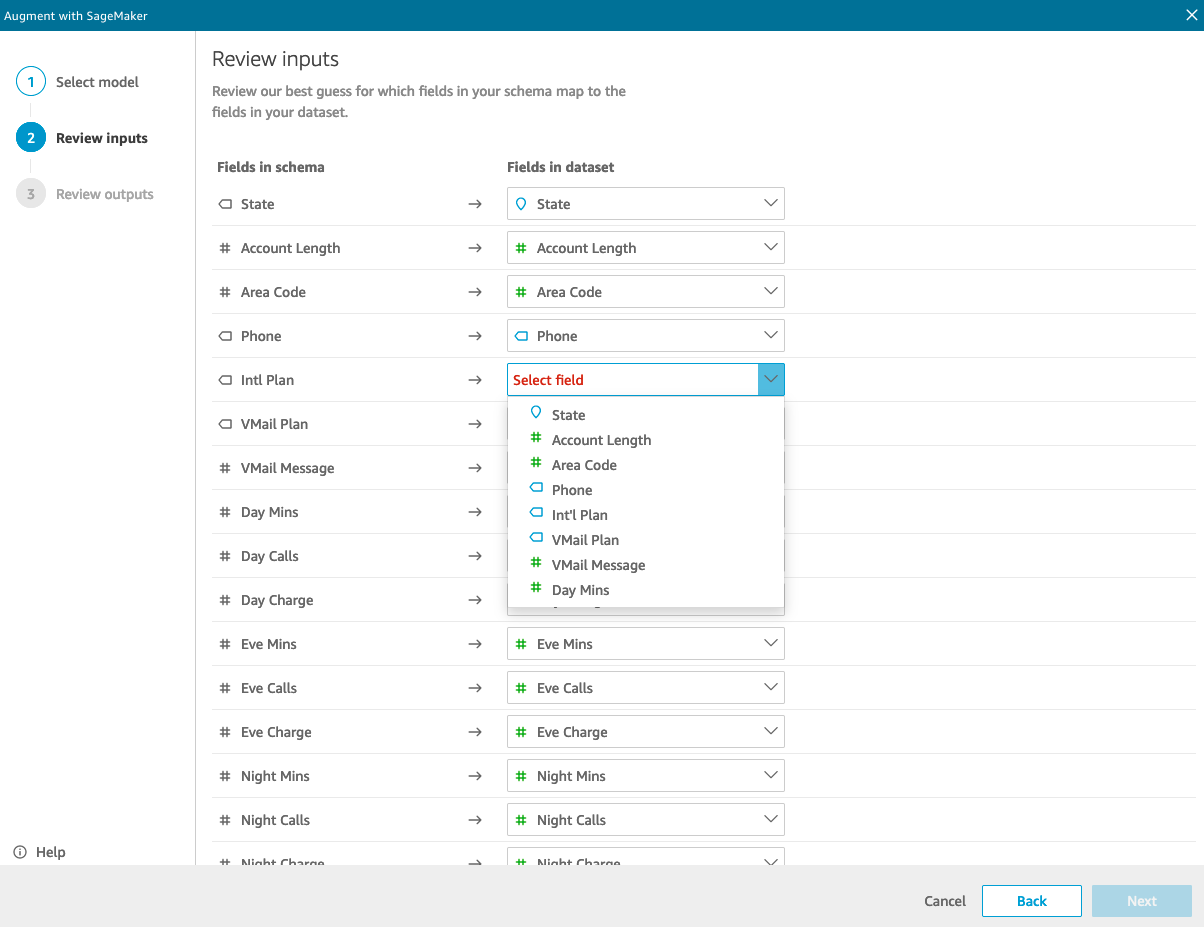 Augment with SageMaker
1 Select model
2 Review inputs
3 Review outputs
Help
Review inputs
Review our best guess for which fields in your schema map to the
fields in your dataset.
Fields in schema Fields in dataset
State State
Account Length Account Length
Area Code Area Code
Phone Phone
Intl Plan Select field
State
Account Length
Area Code
Phone
Int'l Plan
VMail Plan
VMail Message
Day Mins
VMail Plan
VMail Message
Day Mins
Day Calls
Day Charge
Eve Mins Eve Mins
Eve Calls Eve Calls
Eve Charge Eve Charge
Night Mins Night Mins
Night Calls Night Calls
Night Charge Night Charge
Cancel Back Next